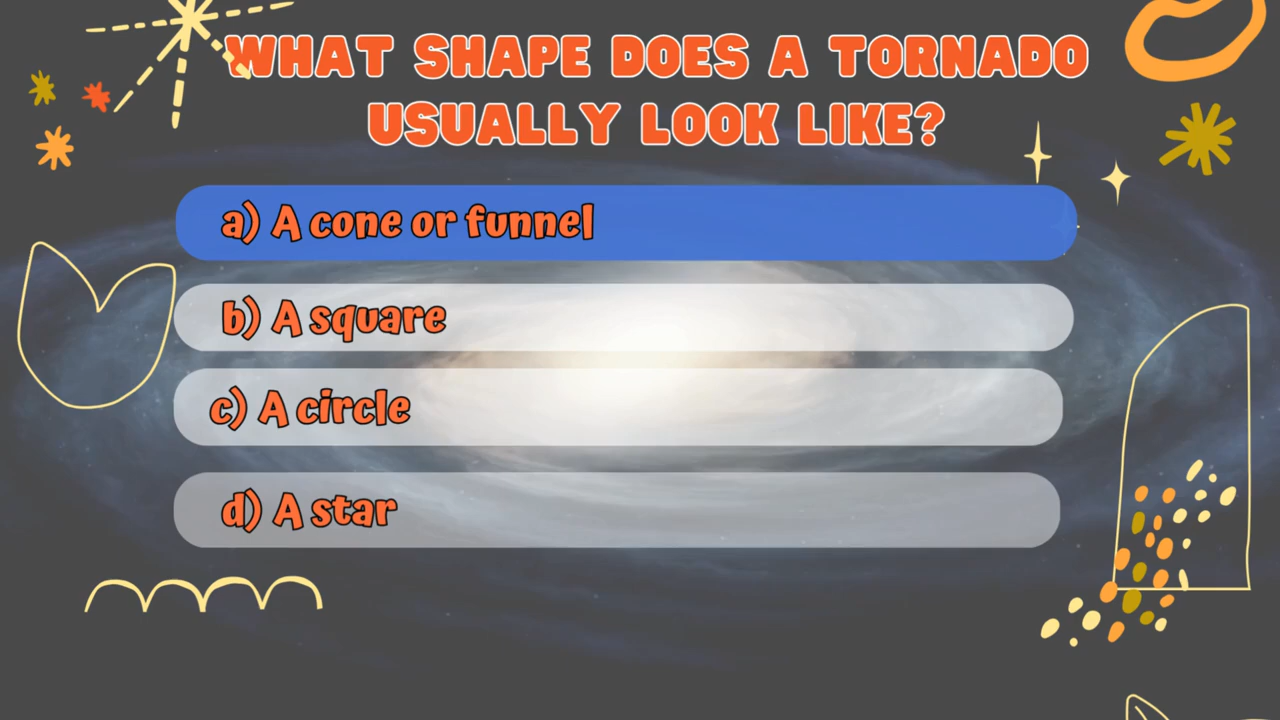 WHAT SHAPE DOES A TORNADO
USUALLY LOOK LIKE?
a) A cone or funnel
b) A square
c) A circle
d) A star